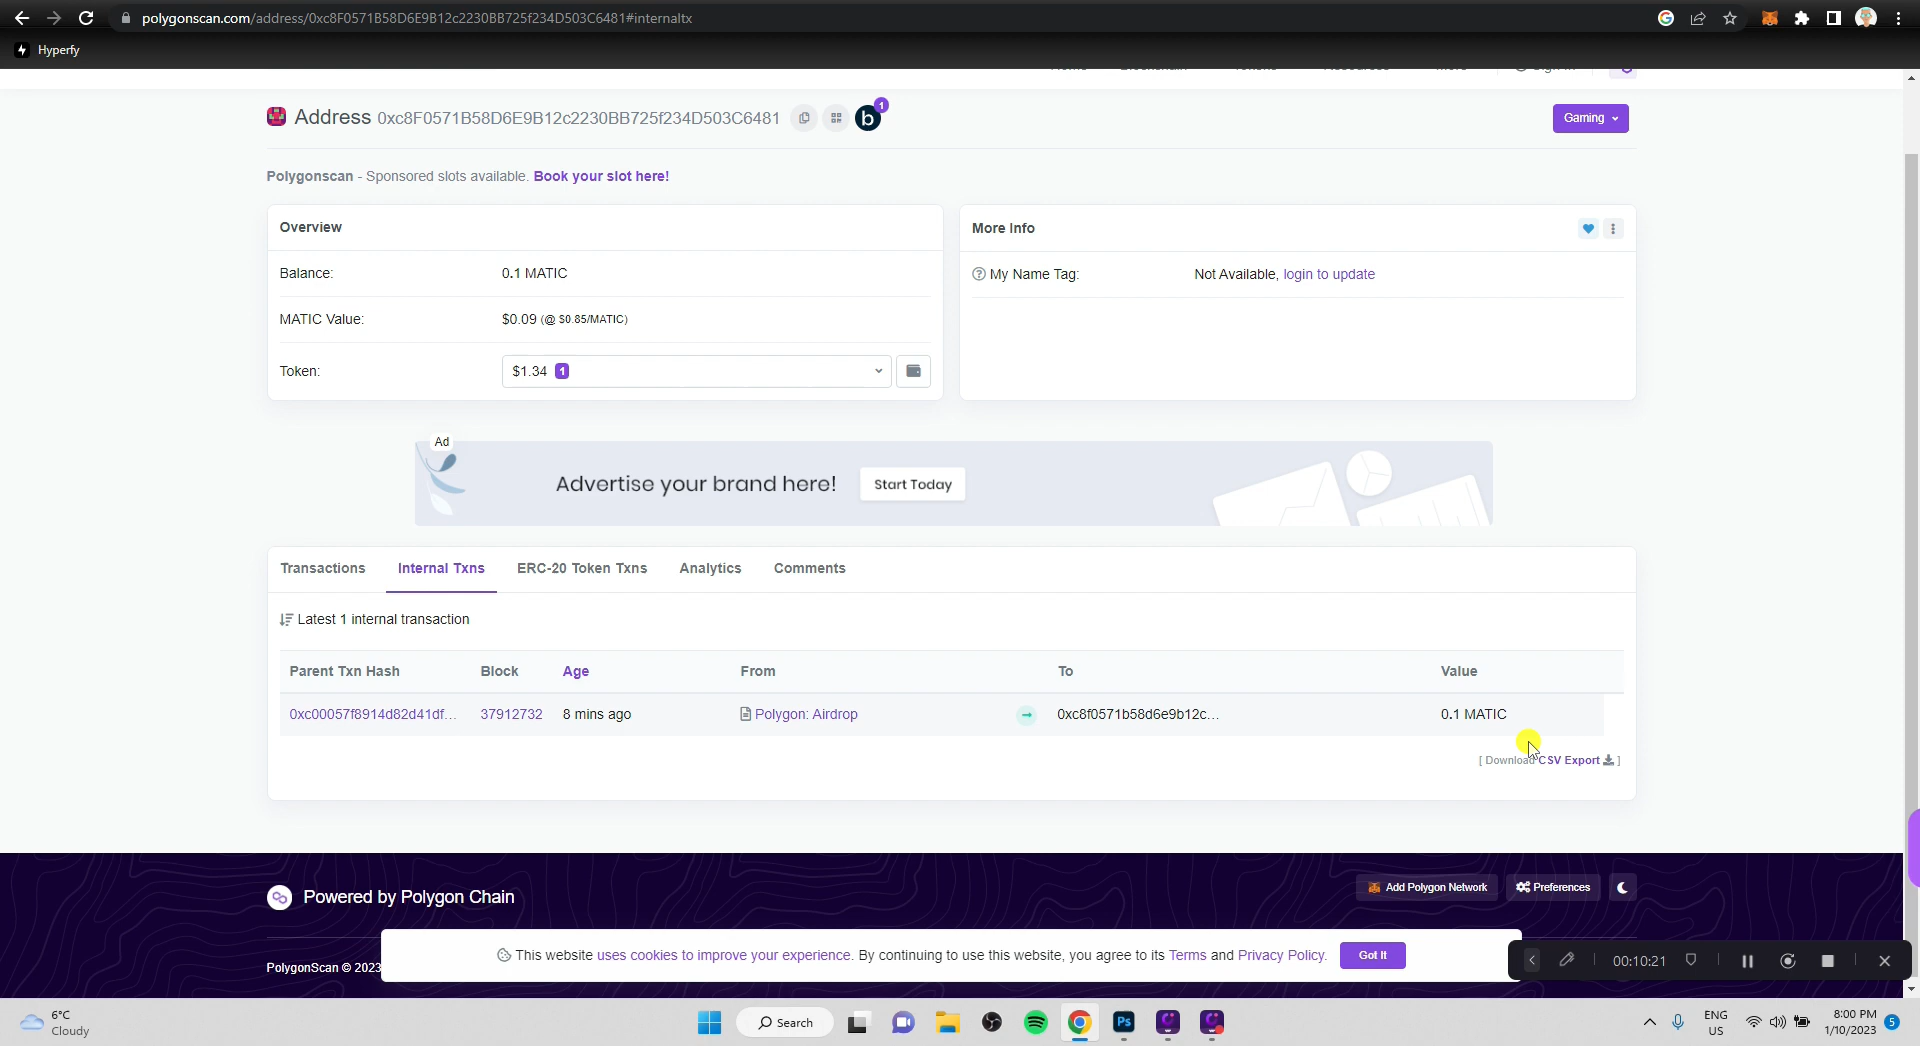 polygonscan.com/address/0xc8F0571B58D6E9B12c2230BB725f234D503C6481#internaltx
Hyperfy
Address 0xc8F0571B58D6E9B12c2230BB725f234D503C6481
b
1
Gaming
Polygonscan - Sponsored slots available. Book your slot here!
Overview
Balance: 0.1 MATIC
MATIC Value: $0.09 (@ $0.85/MATIC)
Token: $1.34 1
More Info
My Name Tag: Not Available, login to update
Ad
Advertise your brand here! Start Today
Transactions Internal Txns ERC-20 Token Txns Analytics Comments
Latest 1 internal transaction
Parent Txn Hash Block Age From To Value
0xc00057f8914d82d41df... 37912732 8 mins ago Polygon: Airdrop 0xc8f0571b58d6e9b12c... 0.1 MATIC
[ Download CSV Export ]
Powered by Polygon Chain
Add Polygon Network Preferences
This website uses cookies to improve your experience. By continuing to use this website, you agree to its Terms and Privacy Policy. Got It
PolygonScan © 2023
00:10:21
6°C
Cloudy
Search
Ps
ENG
US
8:00 PM
1/10/2023
5